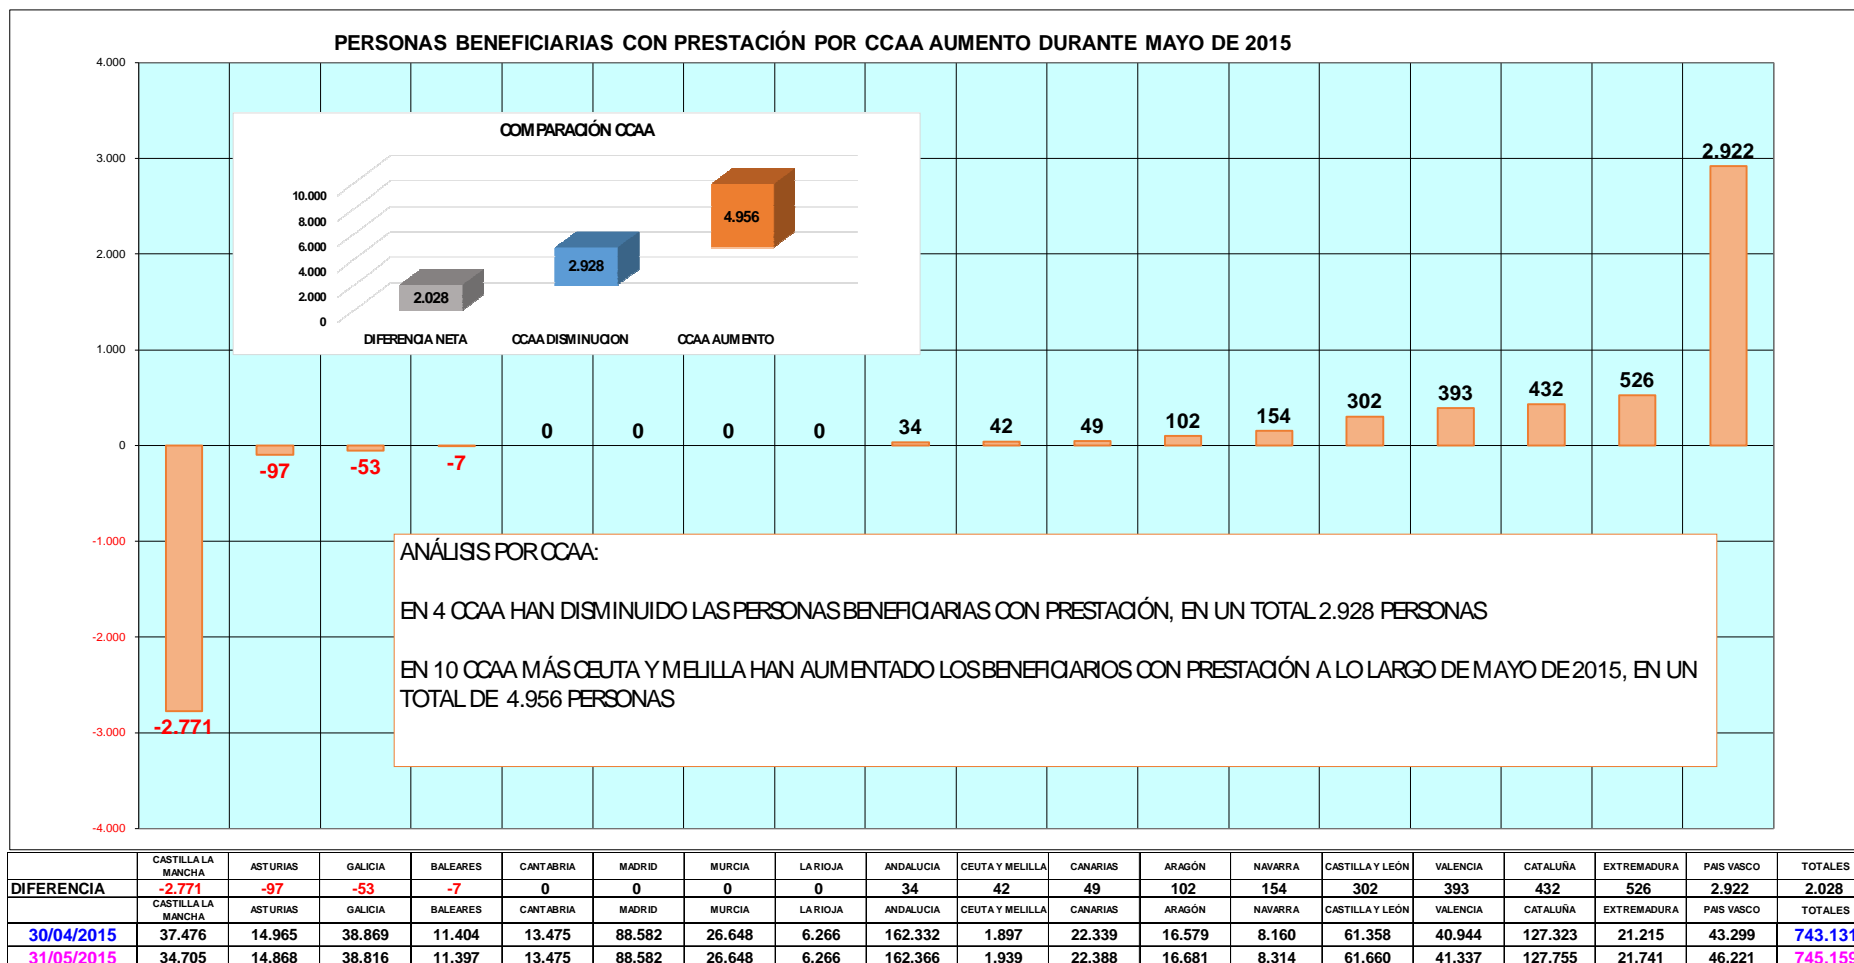 PERSONAS BENEFICIARIAS CON PRESTACIÓN POR CCAA AUMENTO DURANTE MAYO DE 2015
4.000
3.000
2.000
1.000
0
-1.000
-2.000
-3.000
-4.000
COMPARACIÓN CCAA
10.000
8.000
6.000
4.000
2.000
0
2.028
2.928
4.956
DIFERENCIA NETA CCAA DISMINUCION CCAA AUMENTO
-2.771 -97 -53 -7 0 0 0 0 34 42 49 102 154 302 393 432 526 2.922
ANÁLISIS POR CCAA:
EN 4 CCAA HAN DISMINUIDO LAS PERSONAS BENEFICIARIAS CON PRESTACIÓN, EN UN TOTAL 2.928 PERSONAS
EN 10 CCAA MÁS CEUTA Y MELILLA HAN AUMENTADO LOS BENEFICIARIOS CON PRESTACIÓN A LO LARGO DE MAYO DE 2015, EN UN
TOTAL DE 4.956 PERSONAS
CASTILLA LA MANCHA ASTURIAS GALICIA BALEARES CANTABRIA MADRID MURCIA LA RIOJA ANDALUCIA CEUTA Y MELILLA CANARIAS ARAGÓN NAVARRA CASTILLA Y LEÓN VALENCIA CATALUÑA EXTREMADURA PAIS VASCO TOTALES
DIFERENCIA -2.771 -97 -53 -7 0 0 0 0 34 42 49 102 154 302 393 432 526 2.922 2.028
CASTILLA LA MANCHA ASTURIAS GALICIA BALEARES CANTABRIA MADRID MURCIA LA RIOJA ANDALUCIA CEUTA Y MELILLA CANARIAS ARAGÓN NAVARRA CASTILLA Y LEÓN VALENCIA CATALUÑA EXTREMADURA PAIS VASCO TOTALES
30/04/2015 37.476 14.965 38.869 11.404 13.475 88.582 26.648 6.266 162.332 1.897 22.339 16.579 8.160 61.358 40.944 127.323 21.215 43.299 743.131
31/05/2015 34.705 14.868 38.816 11.397 13.475 88.582 26.648 6.266 162.366 1.939 22.388 16.681 8.314 61.660 41.337 127.755 21.741 46.221 745.159